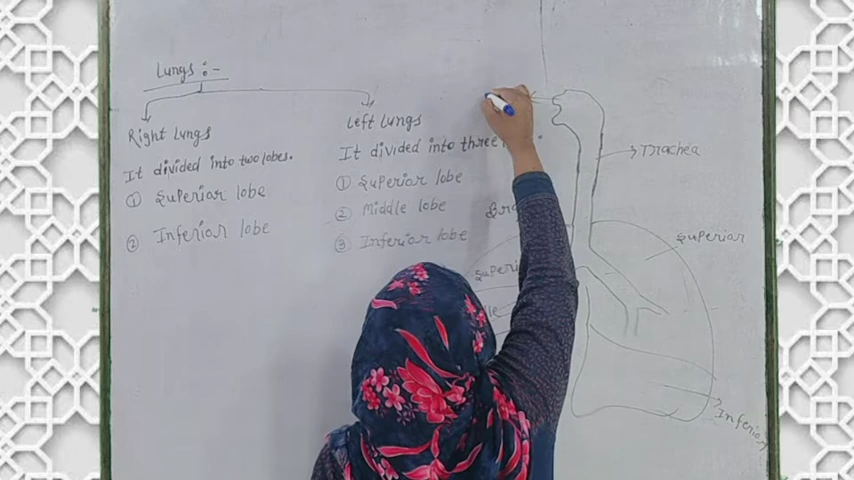 Lungs :-
Right Lungs
It divided into two lobes.
① Superior lobe
② Inferior lobe
Left Lungs
It divided into three
① Superior lobe
② Middle lobe
③ Inferior lobe
Trachea
Superior
Inferior